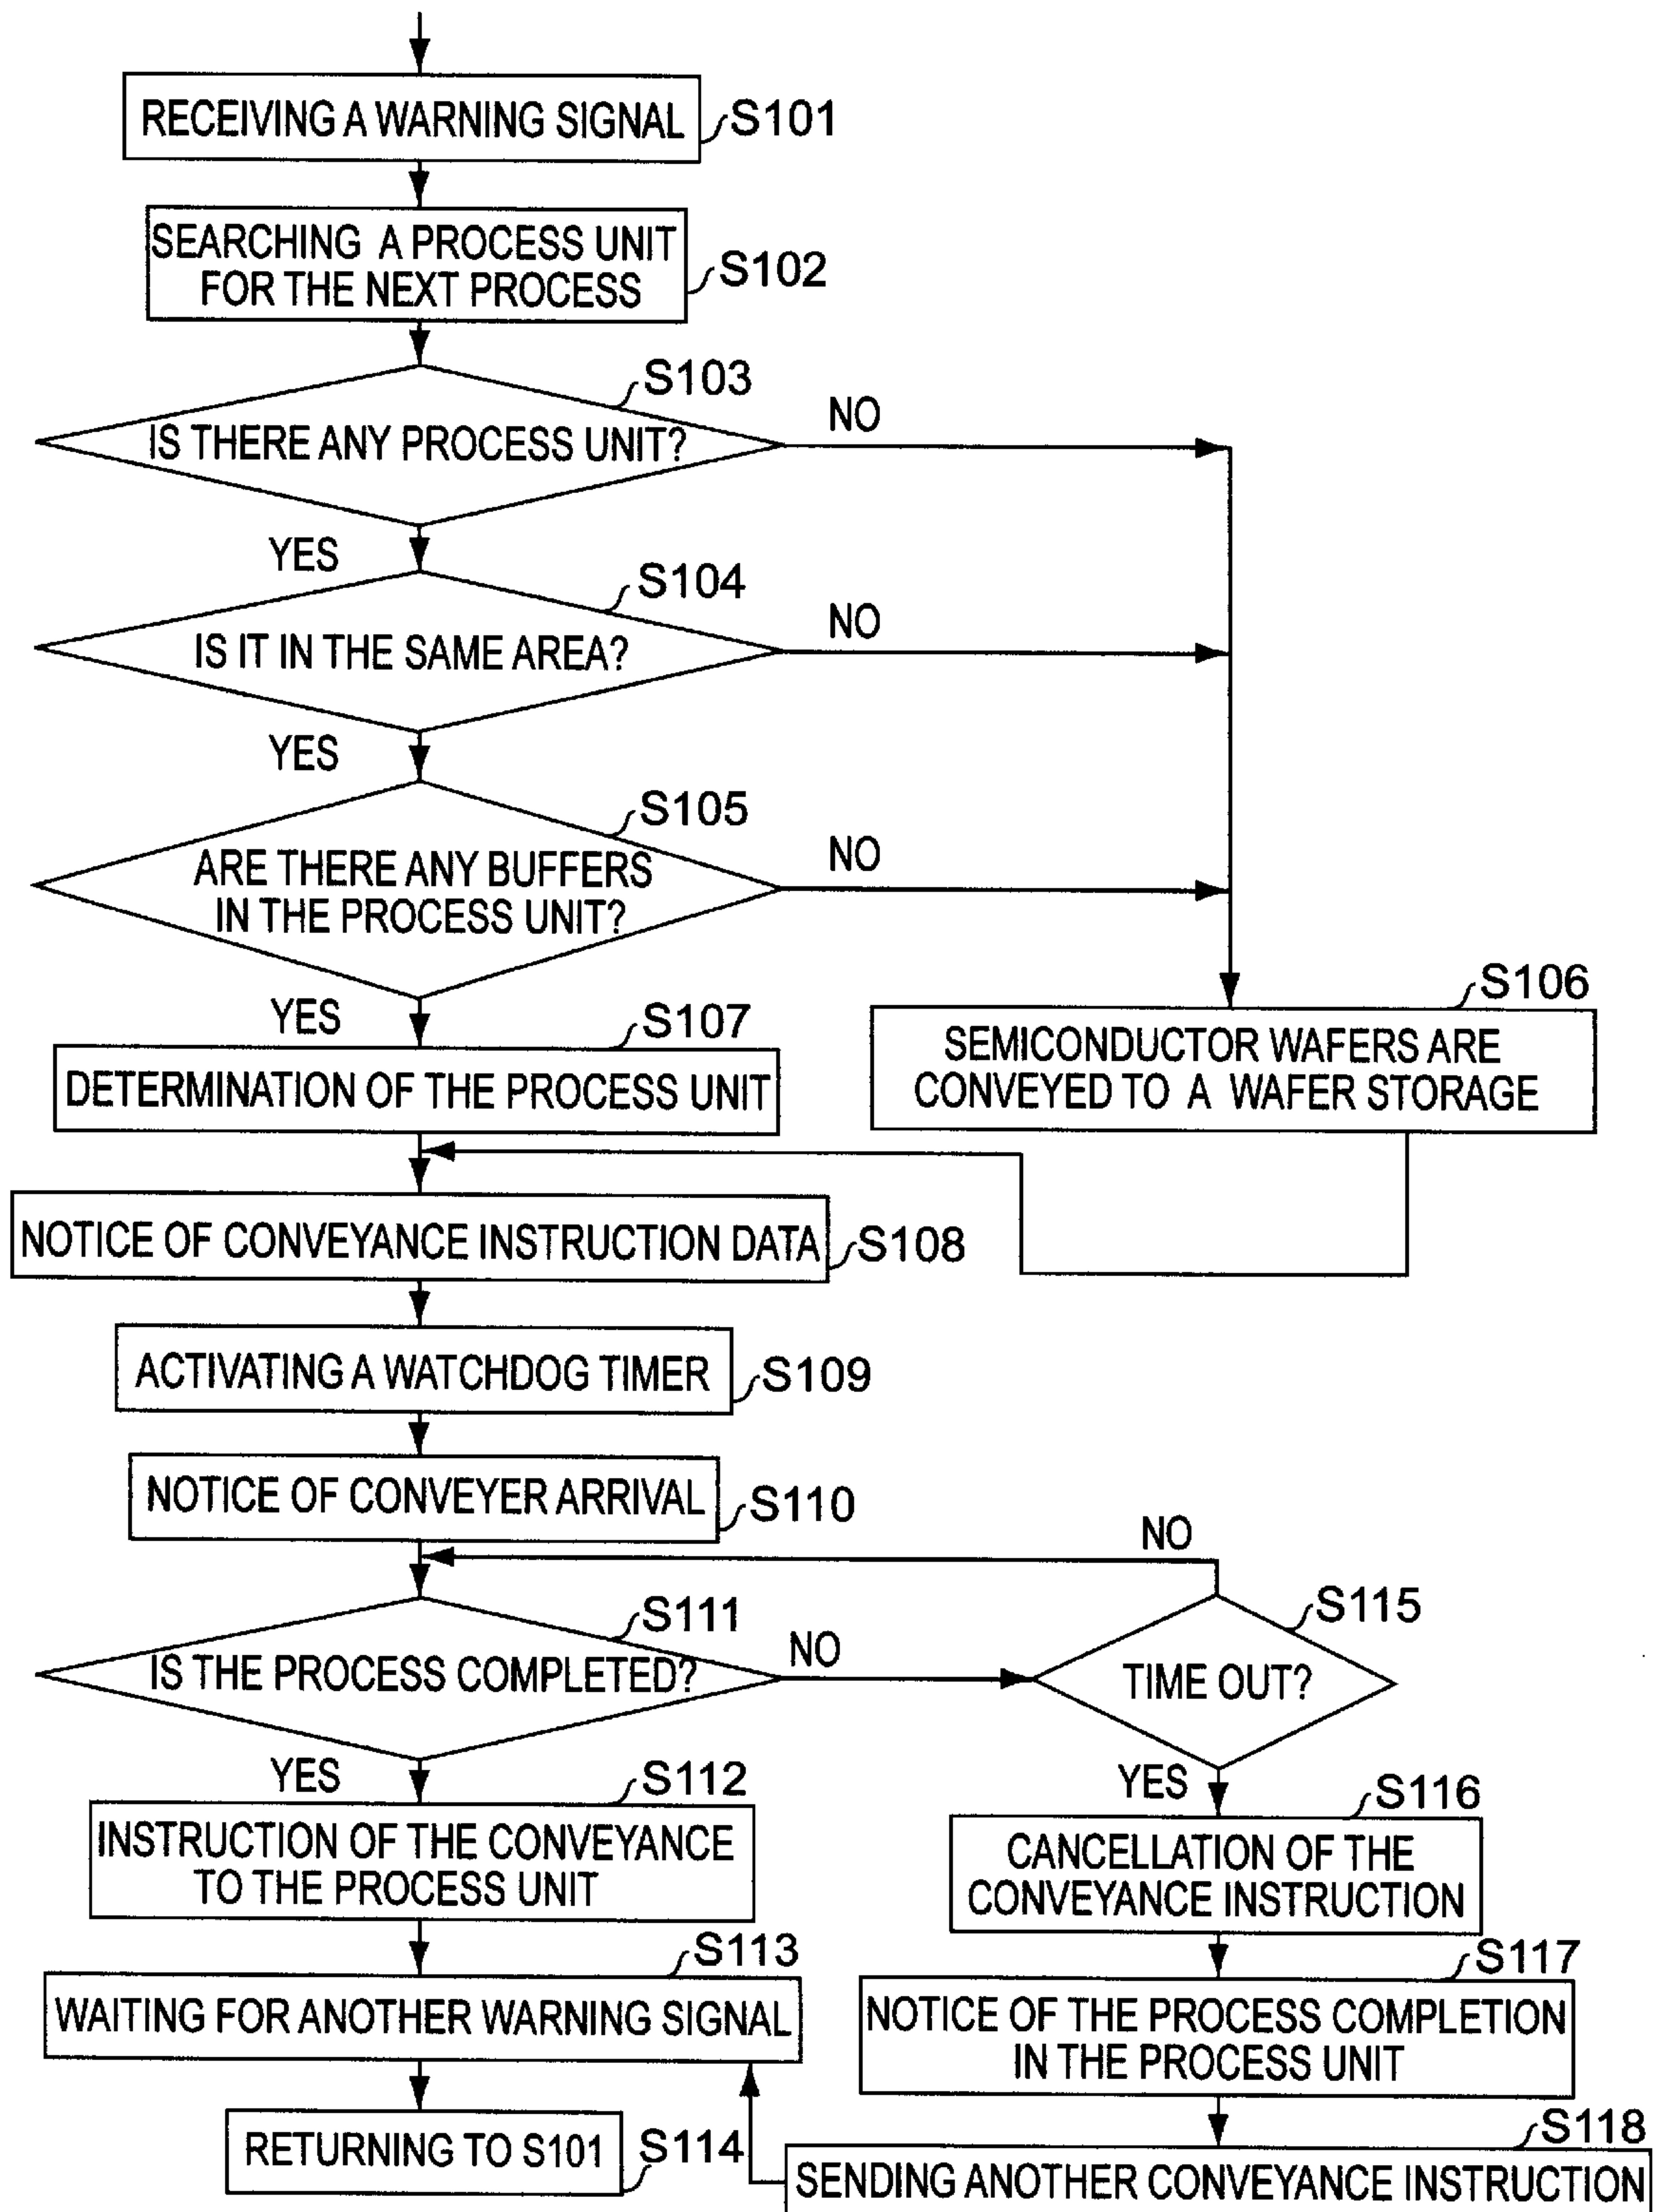 RECEIVING A WARNING SIGNAL
S101
SEARCHING A PROCESS UNIT
FOR THE NEXT PROCESS
S102
S103
IS THERE ANY PROCESS UNIT?
NO
YES
S104
IS IT IN THE SAME AREA?
NO
YES
S105
ARE THERE ANY BUFFERS
IN THE PROCESS UNIT?
NO
YES
S106
SEMICONDUCTOR WAFERS ARE
CONVEYED TO A WAFER STORAGE
S107
DETERMINATION OF THE PROCESS UNIT
NOTICE OF CONVEYANCE INSTRUCTION DATA
S108
ACTIVATING A WATCHDOG TIMER
S109
NOTICE OF CONVEYER ARRIVAL
S110
NO
S111
IS THE PROCESS COMPLETED?
NO
S115
TIME OUT?
YES
YES
S112
INSTRUCTION OF THE CONVEYANCE
TO THE PROCESS UNIT
S116
CANCELLATION OF THE
CONVEYANCE INSTRUCTION
S113
WAITING FOR ANOTHER WARNING SIGNAL
S117
NOTICE OF THE PROCESS COMPLETION
IN THE PROCESS UNIT
RETURNING TO S101
S114
S118
SENDING ANOTHER CONVEYANCE INSTRUCTION